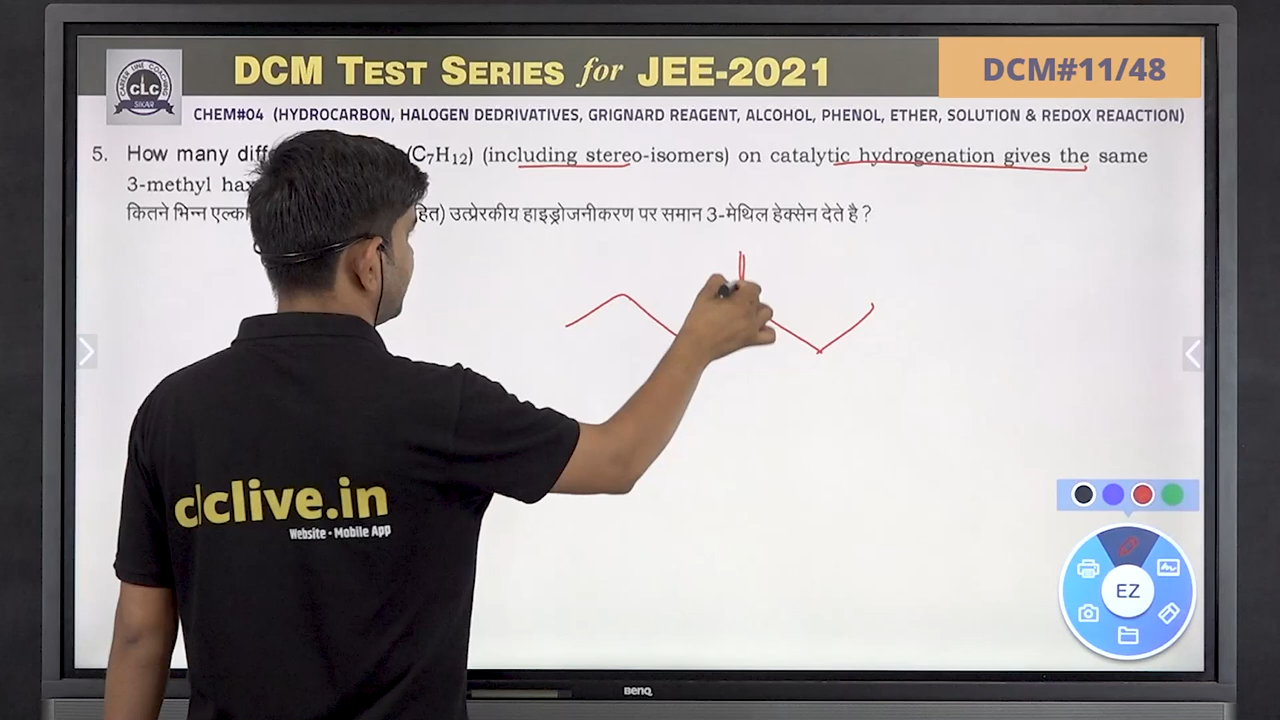 DCM TEST SERIES for JEE-2021
DCM#11/48
CAREER LINE COACHING
CLC
SIKAR
CHEM#04 (HYDROCARBON, HALOGEN DEDRIVATIVES, GRIGNARD REAGENT, ALCOHOL, PHENOL, ETHER, SOLUTION & REDOX REAACTION)
5. How many diff (C₇H₁₂) (including stereo-isomers) on catalytic hydrogenation gives the same
3-methyl hax
कितने भिन्न एल्का हित) उत्प्रेरकीय हाइड्रोजनीकरण पर समान 3-मेथिल हेक्सेन देते है ?
clclive.in
Website - Mobile App
EZ
BenQ